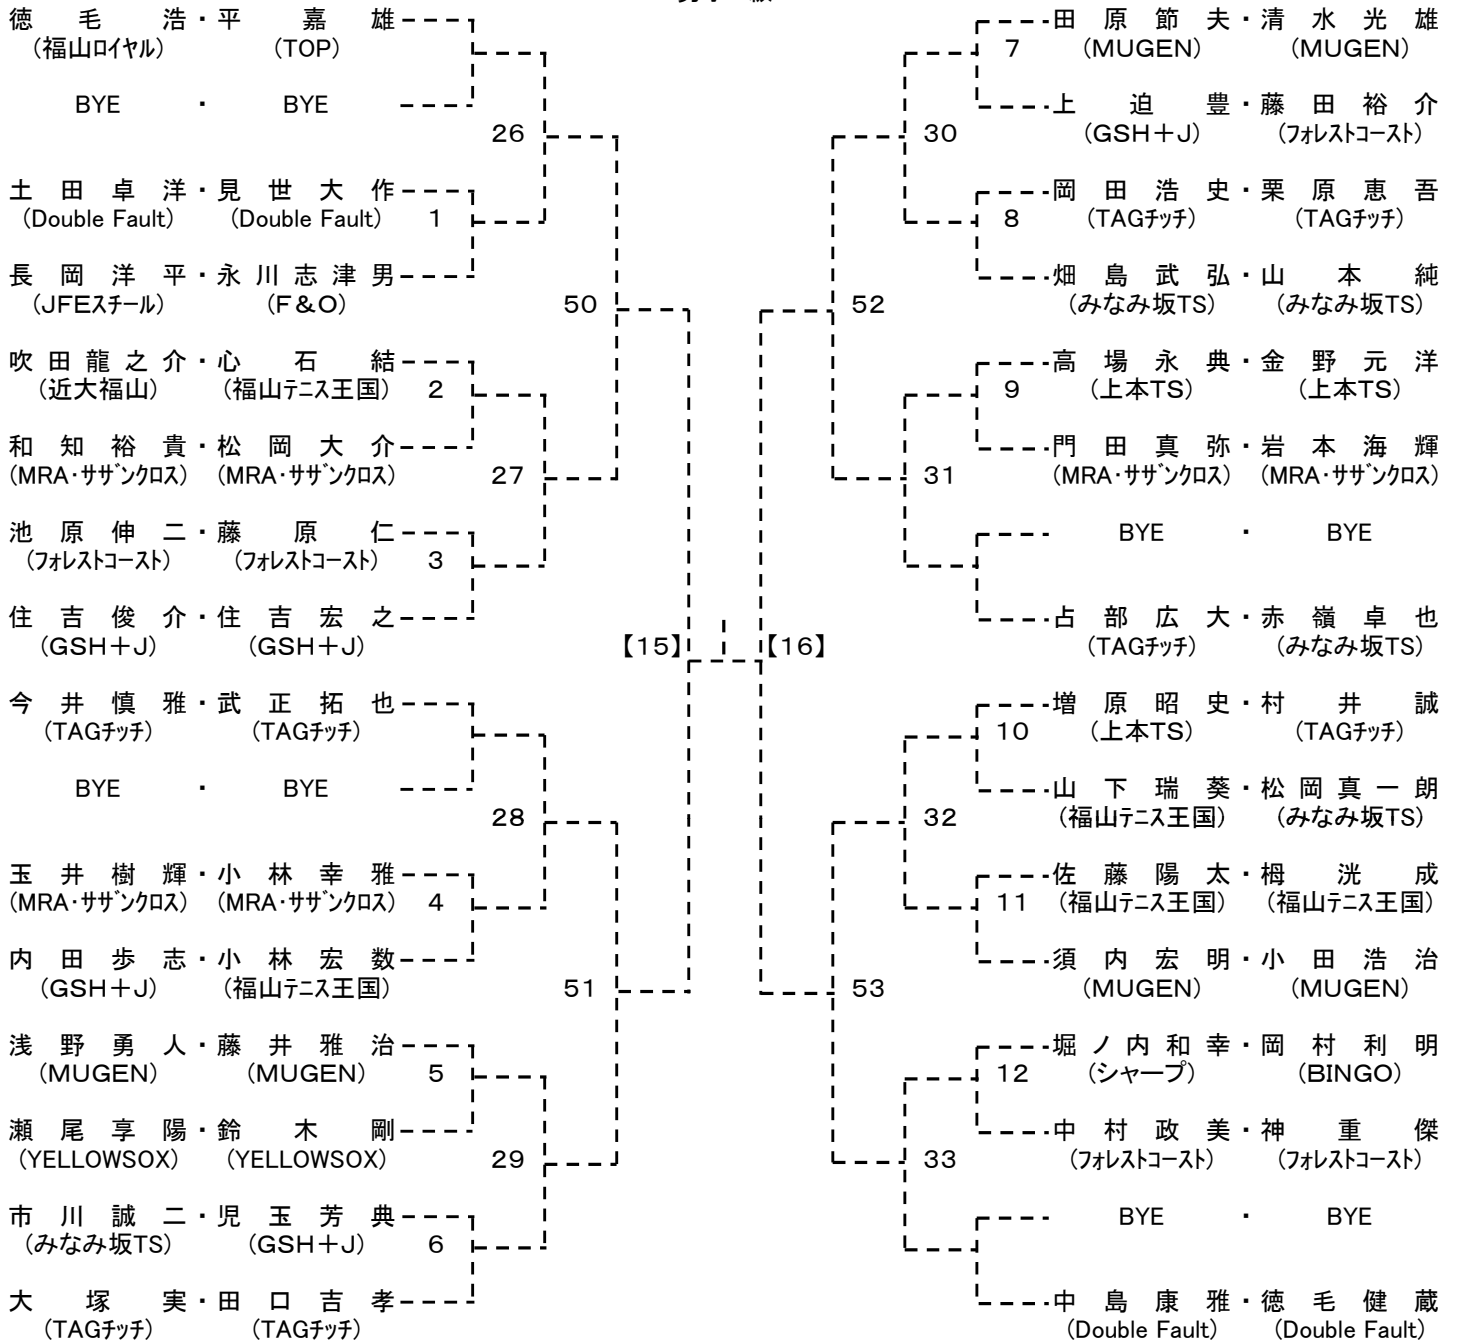 徳毛浩・平嘉雄
(福山ロイヤル) (TOP)
BYE ・ BYE
26
土田卓洋・見世大作
(Double Fault) (Double Fault) 1
長岡洋平・永川志津男
(JFEスチール) (F&O)
50
吹田龍之介・心石結
(近大福山) (福山テニス王国) 2
和知裕貴・松岡大介
(MRA・サザンクロス) (MRA・サザンクロス) 27
池原伸二・藤原仁
(フォレストコースト) (フォレストコースト) 3
住吉俊介・住吉宏之
(GSH+J) (GSH+J)
【15】
今井慎雅・武正拓也
(TAGチッチ) (TAGチッチ)
BYE ・ BYE
28
玉井樹輝・小林幸雅
(MRA・サザンクロス) (MRA・サザンクロス) 4
内田歩志・小林宏数
(GSH+J) (福山テニス王国)
51
浅野勇人・藤井雅治
(MUGEN) (MUGEN) 5
瀬尾享陽・鈴木剛
(YELLOWSOX) (YELLOWSOX) 29
市川誠二・児玉芳典
(みなみ坂TS) (GSH+J) 6
大塚実・田口吉孝
(TAGチッチ) (TAGチッチ)
田原節夫・清水光雄
7 (MUGEN) (MUGEN)
上迫豊・藤田裕介
30 (GSH+J) (フォレストコースト)
岡田浩史・栗原恵吾
8 (TAGチッチ) (TAGチッチ)
畑島武弘・山本純
52 (みなみ坂TS) (みなみ坂TS)
高場永典・金野元洋
9 (上本TS) (上本TS)
門田真弥・岩本海輝
31 (MRA・サザンクロス) (MRA・サザンクロス)
BYE ・ BYE
占部広大・赤嶺卓也
【16】 (TAGチッチ) (みなみ坂TS)
増原昭史・村井誠
10 (上本TS) (TAGチッチ)
山下瑞葵・松岡真一朗
32 (福山テニス王国) (みなみ坂TS)
佐藤陽太・栂洸成
11 (福山テニス王国) (福山テニス王国)
須内宏明・小田浩治
53 (MUGEN) (MUGEN)
堀ノ内和幸・岡村利明
12 (シャープ) (BINGO)
中村政美・神重傑
33 (フォレストコースト) (フォレストコースト)
BYE ・ BYE
中島康雅・徳毛健蔵
(Double Fault) (Double Fault)